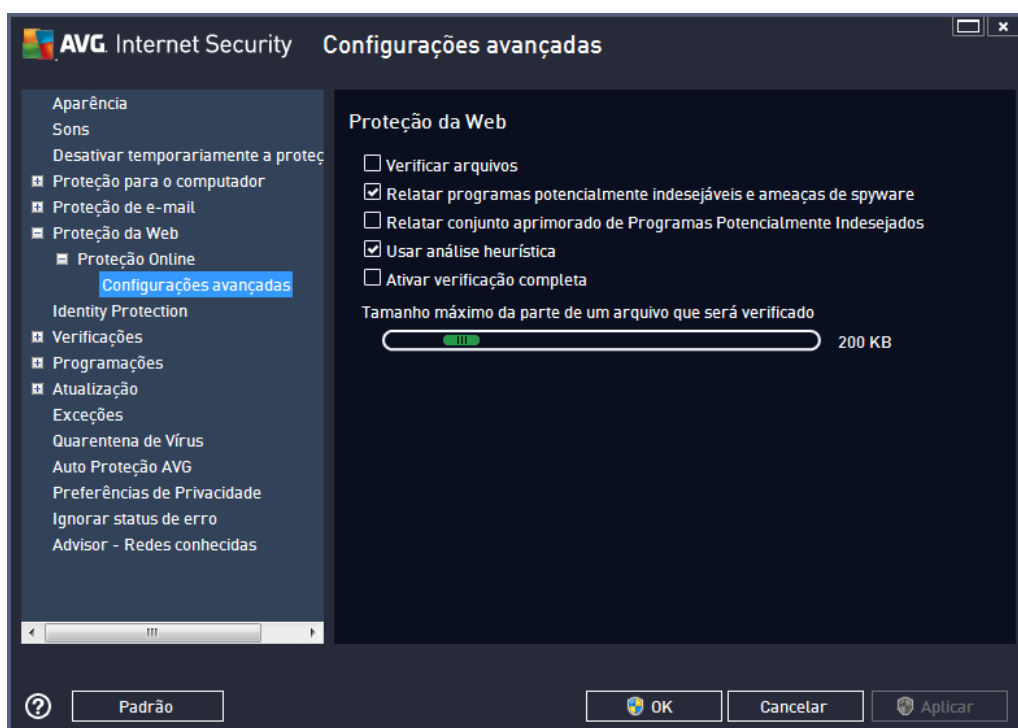 AVG. Internet Security Configurações avançadas
Aparência
Sons
Desativar temporariamente a proteç
Proteção para o computador
Proteção de e-mail
Proteção da Web
Proteção Online
Configurações avançadas
Identity Protection
Verificações
Programações
Atualização
Exceções
Quarentena de Vírus
Auto Proteção AVG
Preferências de Privacidade
Ignorar status de erro
Advisor - Redes conhecidas
Proteção da Web
Verificar arquivos
Relatar programas potencialmente indesejáveis e ameaças de spyware
Relatar conjunto aprimorado de Programas Potencialmente Indesejados
Usar análise heurística
Ativar verificação completa
Tamanho máximo da parte de um arquivo que será verificado
200 KB
? Padrão OK Cancelar Aplicar